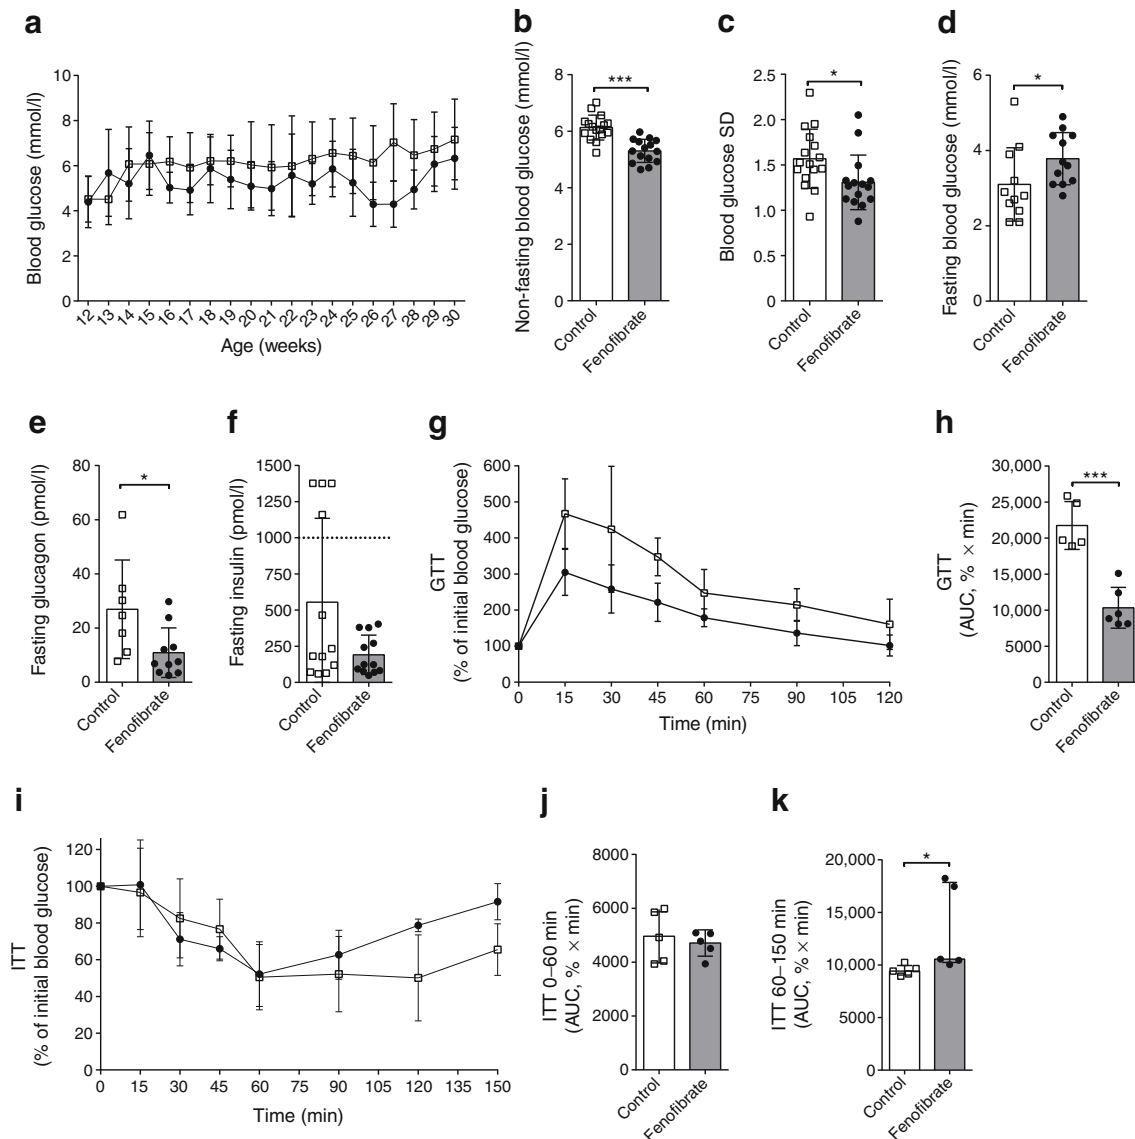 a
Blood glucose (mmol/l)
10
8
6
4
2
0
12 13 14 15 16 17 18 19 20 21 22 23 24 25 26 27 28 29 30
Age (weeks)
b
Non-fasting blood glucose (mmol/l)
8
6
4
2
0
***
Control
Fenofibrate
c
Blood glucose SD
2.5
2.0
1.5
1.0
0.5
0
*
Control
Fenofibrate
d
Fasting blood glucose (mmol/l)
6
4
2
0
*
Control
Fenofibrate
e
Fasting glucagon (pmol/l)
80
60
40
20
0
*
Control
Fenofibrate
f
Fasting insulin (pmol/l)
1500
1250
1000
500
250
0
Control
Fenofibrate
g
GTT
(% of initial blood glucose)
600
500
400
300
200
100
0
0 15 30 45 60 75 90 105 120
Time (min)
h
GTT
(AUC, % × min)
30,000
25,000
20,000
15,000
10,000
5000
0
***
Control
Fenofibrate
i
ITT
(% of initial blood glucose)
120
100
80
60
40
20
0
0 15 30 45 60 75 90 105 120 135 150
Time (min)
j
ITT 0–60 min
(AUC, % × min)
8000
6000
4000
2000
0
Control
Fenofibrate
k
ITT 60–150 min
(AUC, % × min)
20,000
15,000
10,000
5000
0
*
Control
Fenofibrate